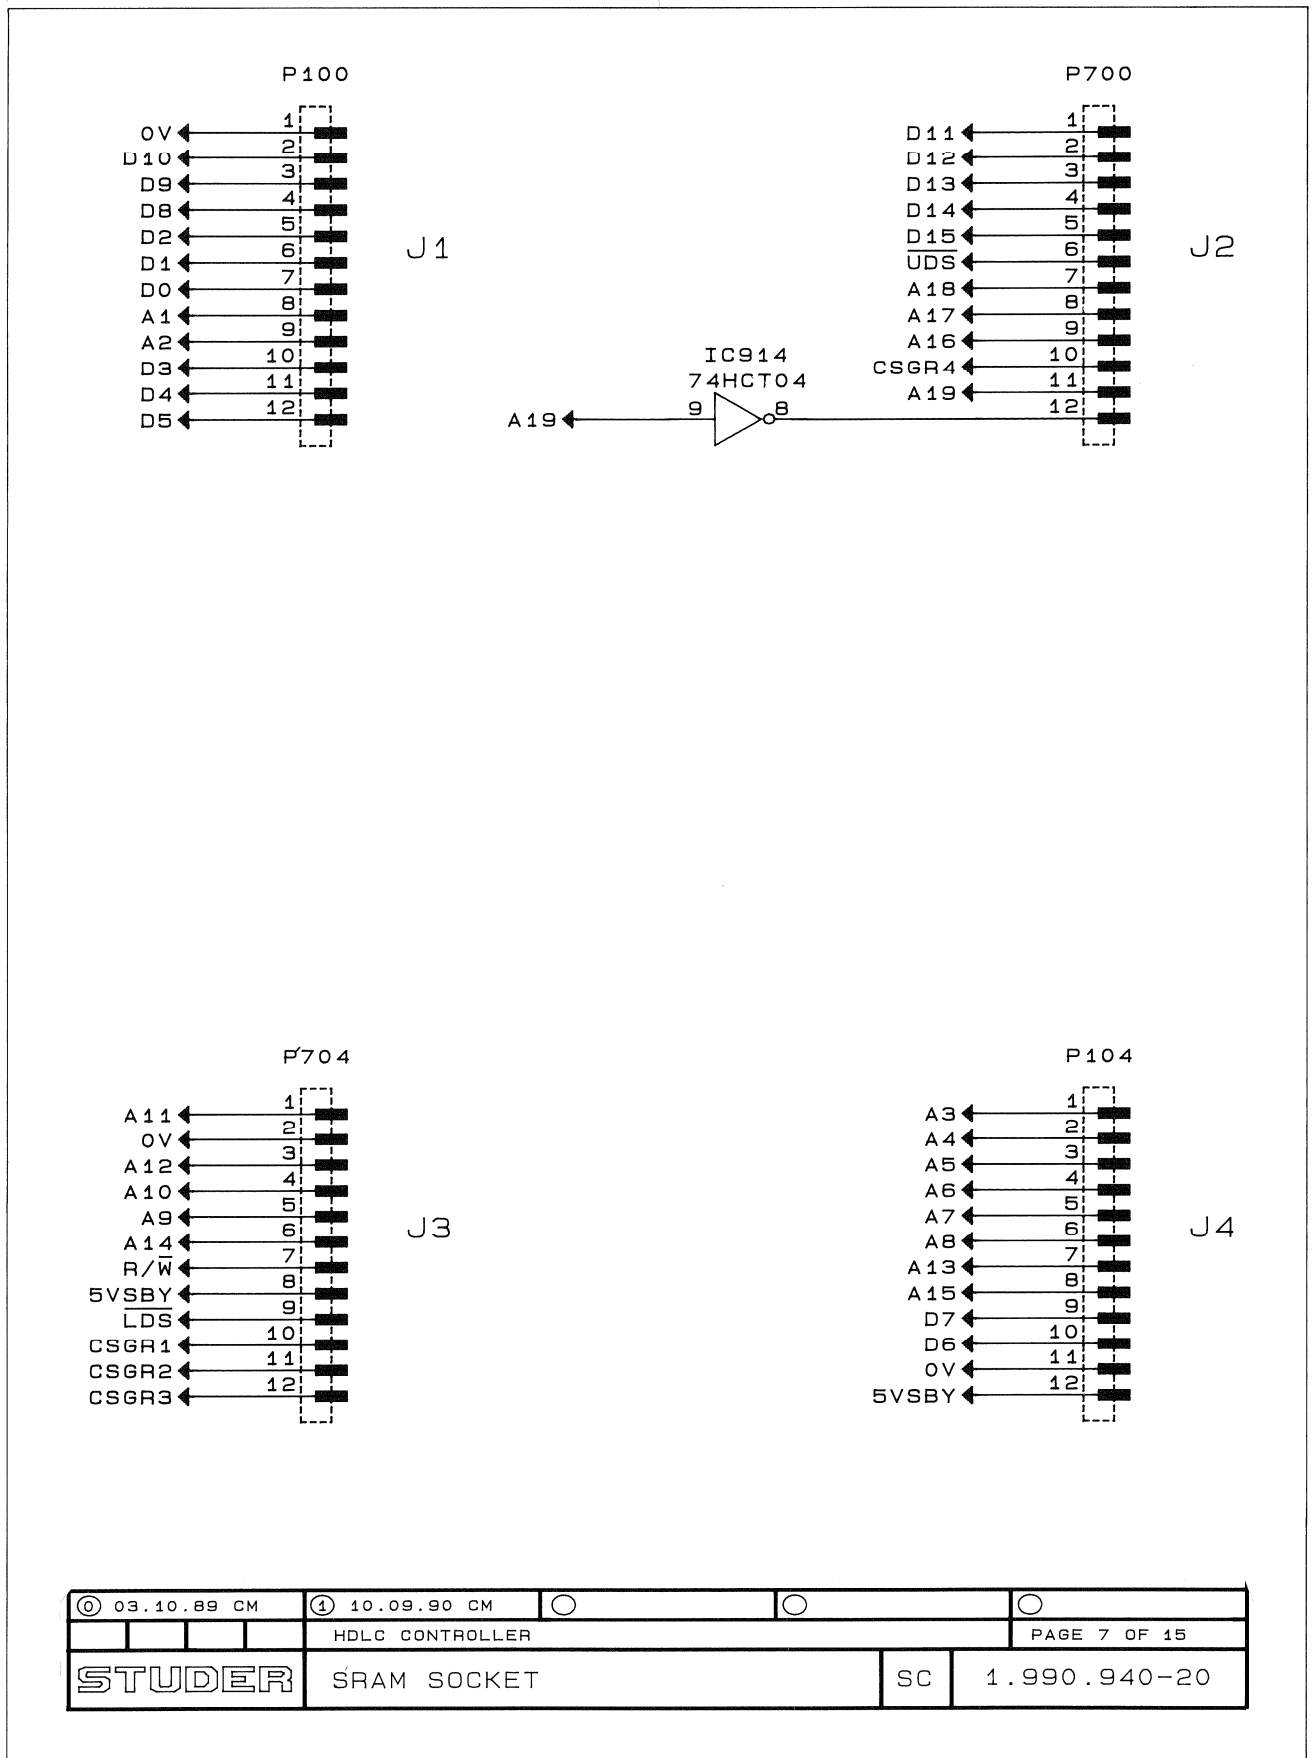 P100
0V 1
D10 2
D9 3
D8 4
D2 5
D1 6
D0 7
A1 8
A2 9
D3 10
D4 11
D5 12
J1
P700
D11 1
D12 2
D13 3
D14 4
D15 5
U̅D̅S̅ 6
A18 7
A17 8
A16 9
CSGR4 10
A19 11
12
J2
IC914
74HCT04
A19 9 8
P704
A11 1
0V 2
A12 3
A10 4
A9 5
A14 6
R/W̅ 7
5VSBY 8
L̅D̅S̅ 9
CSGR1 10
CSGR2 11
CSGR3 12
J3
P104
A3 1
A4 2
A5 3
A6 4
A7 5
A8 6
A13 7
A15 8
D7 9
D6 10
0V 11
5VSBY 12
J4
0 03.10.89 CM 1 10.09.90 CM
HDLC CONTROLLER PAGE 7 OF 15
STUDER SRAM SOCKET SC 1.990.940-20